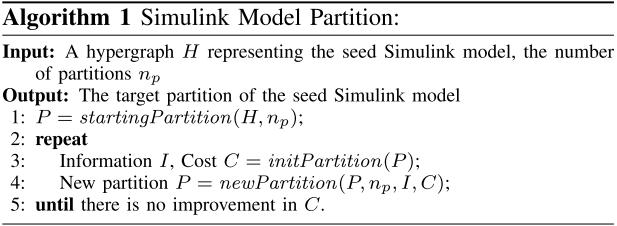 Algorithm 1 Simulink Model Partition:
Input: A hypergraph H representing the seed Simulink model, the number
of partitions n_p
Output: The target partition of the seed Simulink model
1: P = startingPartition(H, n_p);
2: repeat
3: Information I, Cost C = initPartition(P);
4: New partition P = newPartition(P, n_p, I, C);
5: until there is no improvement in C.